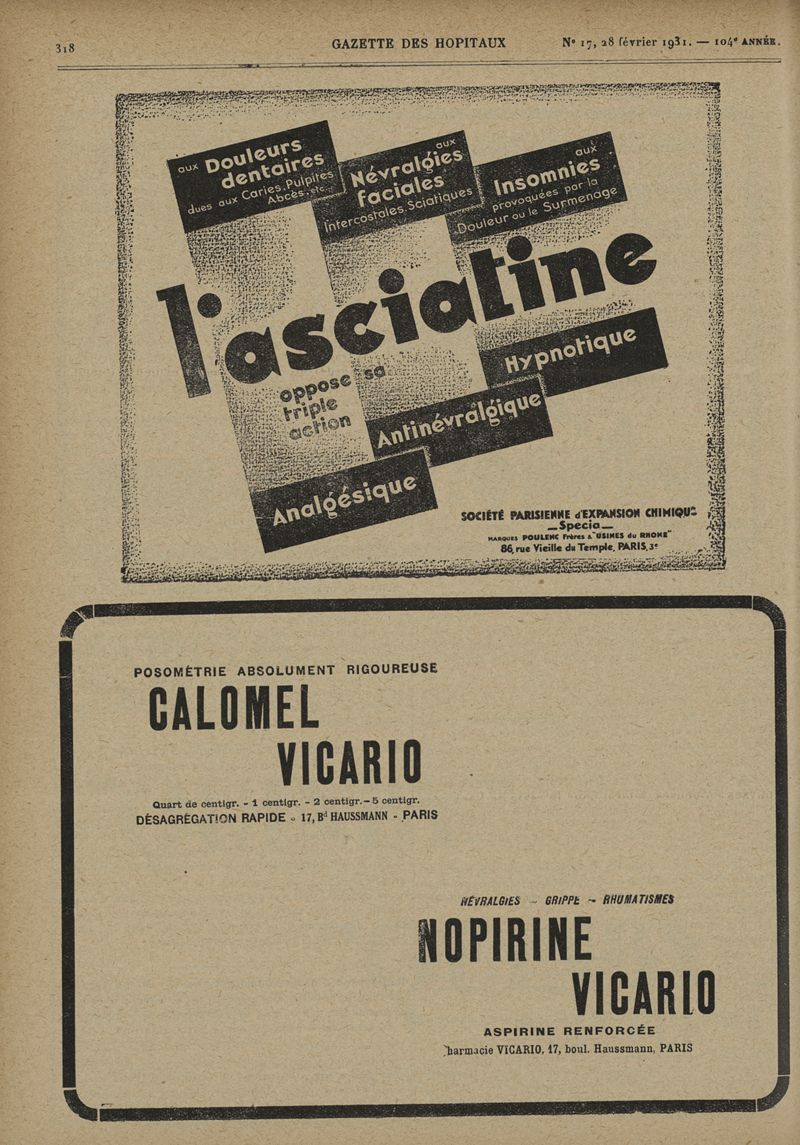 318
GAZETTE DES HOPITAUX
Nº 17, 28 février 1931. — 104e ANNÉE.
aux Douleurs
dentaires
dues aux Caries, Pulpites
Abcès, etc...
aux
Névralgies
faciales
Intercostales, Sciatiques
aux
Insomnies
provoquées par la
Douleur ou le Surmenage
l'asciatine
oppose sa
triple
action
Hypnotique
Antinévralgique
Analgésique
SOCIÉTÉ PARISIENNE d'EXPANSION CHIMIQUE
—Specia—
MARQUES POULENC Frères & "USINES du RHONE"
86, rue Vieille du Temple, PARIS, 3e
POSOMÉTRIE ABSOLUMENT RIGOUREUSE
CALOMEL
VICARIO
Quart de centigr. - 1 centigr. - 2 centigr. - 5 centigr.
DÉSAGRÉGATION RAPIDE - 17, Bd HAUSSMANN - PARIS
NÉVRALGIES - GRIPPE - RHUMATISMES
NOPIRINE
VICARIO
ASPIRINE RENFORCÉE
Pharmacie VICARIO, 17, boul. Haussmann, PARIS